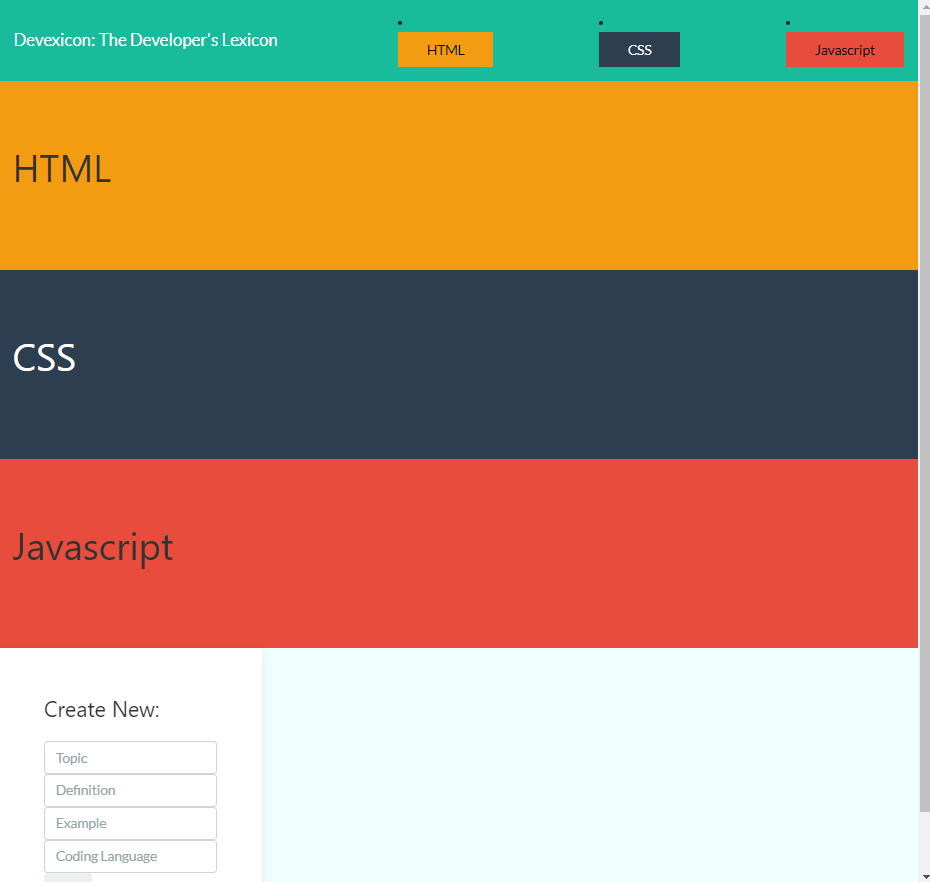 Devexicon: The Developer's Lexicon
HTML
CSS
Javascript
HTML
CSS
Javascript
Create New:
Topic
Definition
Example
Coding Language